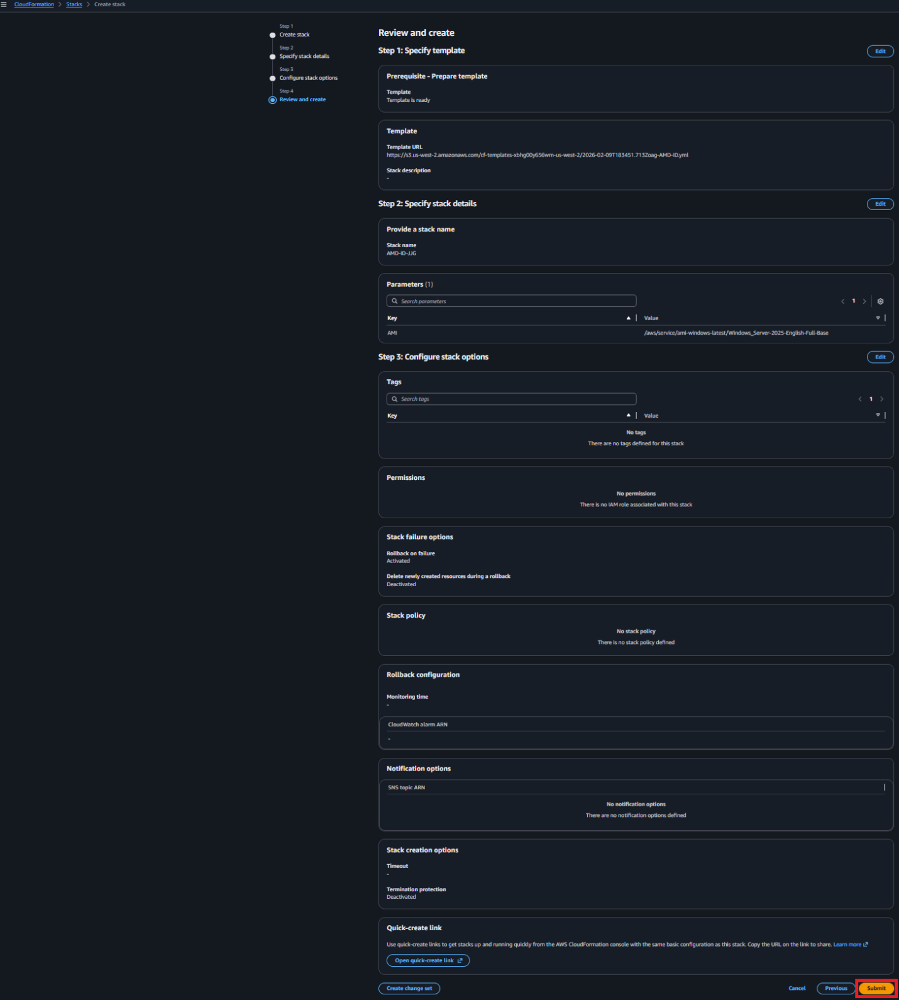 CloudFormation > Stacks > Create stack
Step 1
Create stack
Step 2
Specify stack details
Step 3
Configure stack options
Step 4
Review and create
Review and create
Step 1: Specify template
Edit
Prerequisite - Prepare template
Template
Template is ready
Template
Template URL
https://s3.us-west-2.amazonaws.com/cf-templates-xbhg00y656wm-us-west-2/2026-02-09T183451.713Zoag-AMD-ID.yml
Stack description
-
Step 2: Specify stack details
Edit
Provide a stack name
Stack name
AMD-ID-JJG
Parameters (1)
Search parameters
1
Key Value
AMI /aws/service/ami-windows-latest/Windows_Server-2025-English-Full-Base
Step 3: Configure stack options
Edit
Tags
Search tags
1
Key Value
No tags
There are no tags defined for this stack
Permissions
No permissions
There is no IAM role associated with this stack
Stack failure options
Rollback on failure
Activated
Delete newly created resources during a rollback
Deactivated
Stack policy
No stack policy
There is no stack policy defined
Rollback configuration
Monitoring time
-
CloudWatch alarm ARN
-
Notification options
SNS topic ARN
No notification options
There are no notification options defined
Stack creation options
Timeout
-
Termination protection
Deactivated
Quick-create link
Use quick-create links to get stacks up and running quickly from the AWS CloudFormation console with the same basic configuration as this stack. Copy the URL on the link to share. Learn more
Open quick-create link
Create change set
Cancel
Previous
Submit